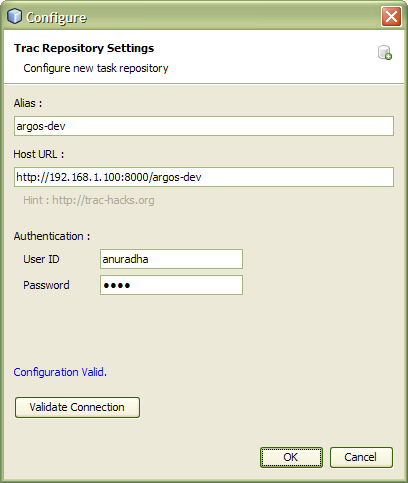 Configure
Trac Repository Settings
Configure new task repository
Alias :
argos-dev
Host URL :
http://192.168.1.100:8000/argos-dev
Hint : http://trac-hacks.org
Authentication :
User ID
anuradha
Password
••••
Configuration Valid.
Validate Connection
OK
Cancel